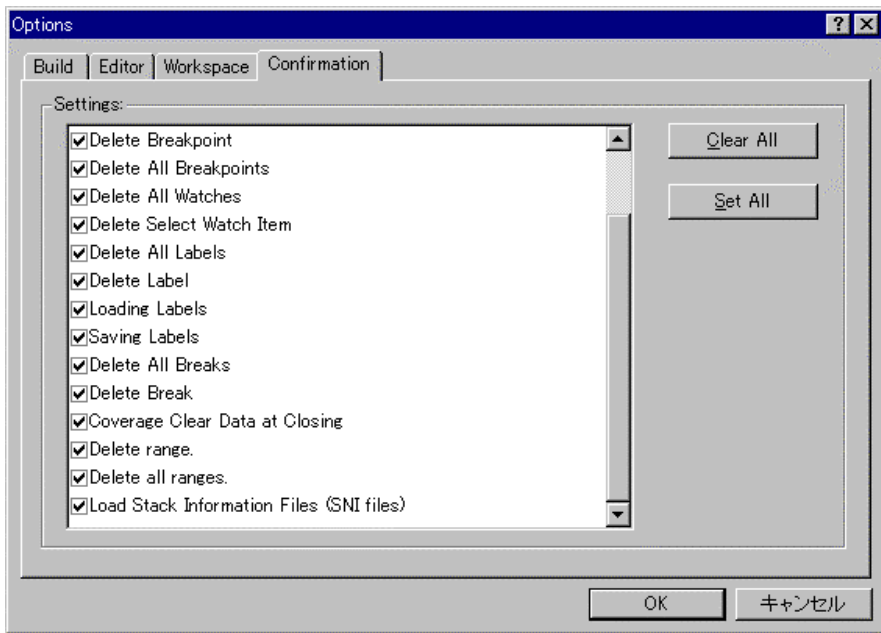 Options
Build Editor Workspace Confirmation
Settings:
Delete Breakpoint
Delete All Breakpoints
Delete All Watches
Delete Select Watch Item
Delete All Labels
Delete Label
Loading Labels
Saving Labels
Delete All Breaks
Delete Break
Coverage Clear Data at Closing
Delete range.
Delete all ranges.
Load Stack Information Files (SNI files)
Clear All
Set All
OK キャンセル